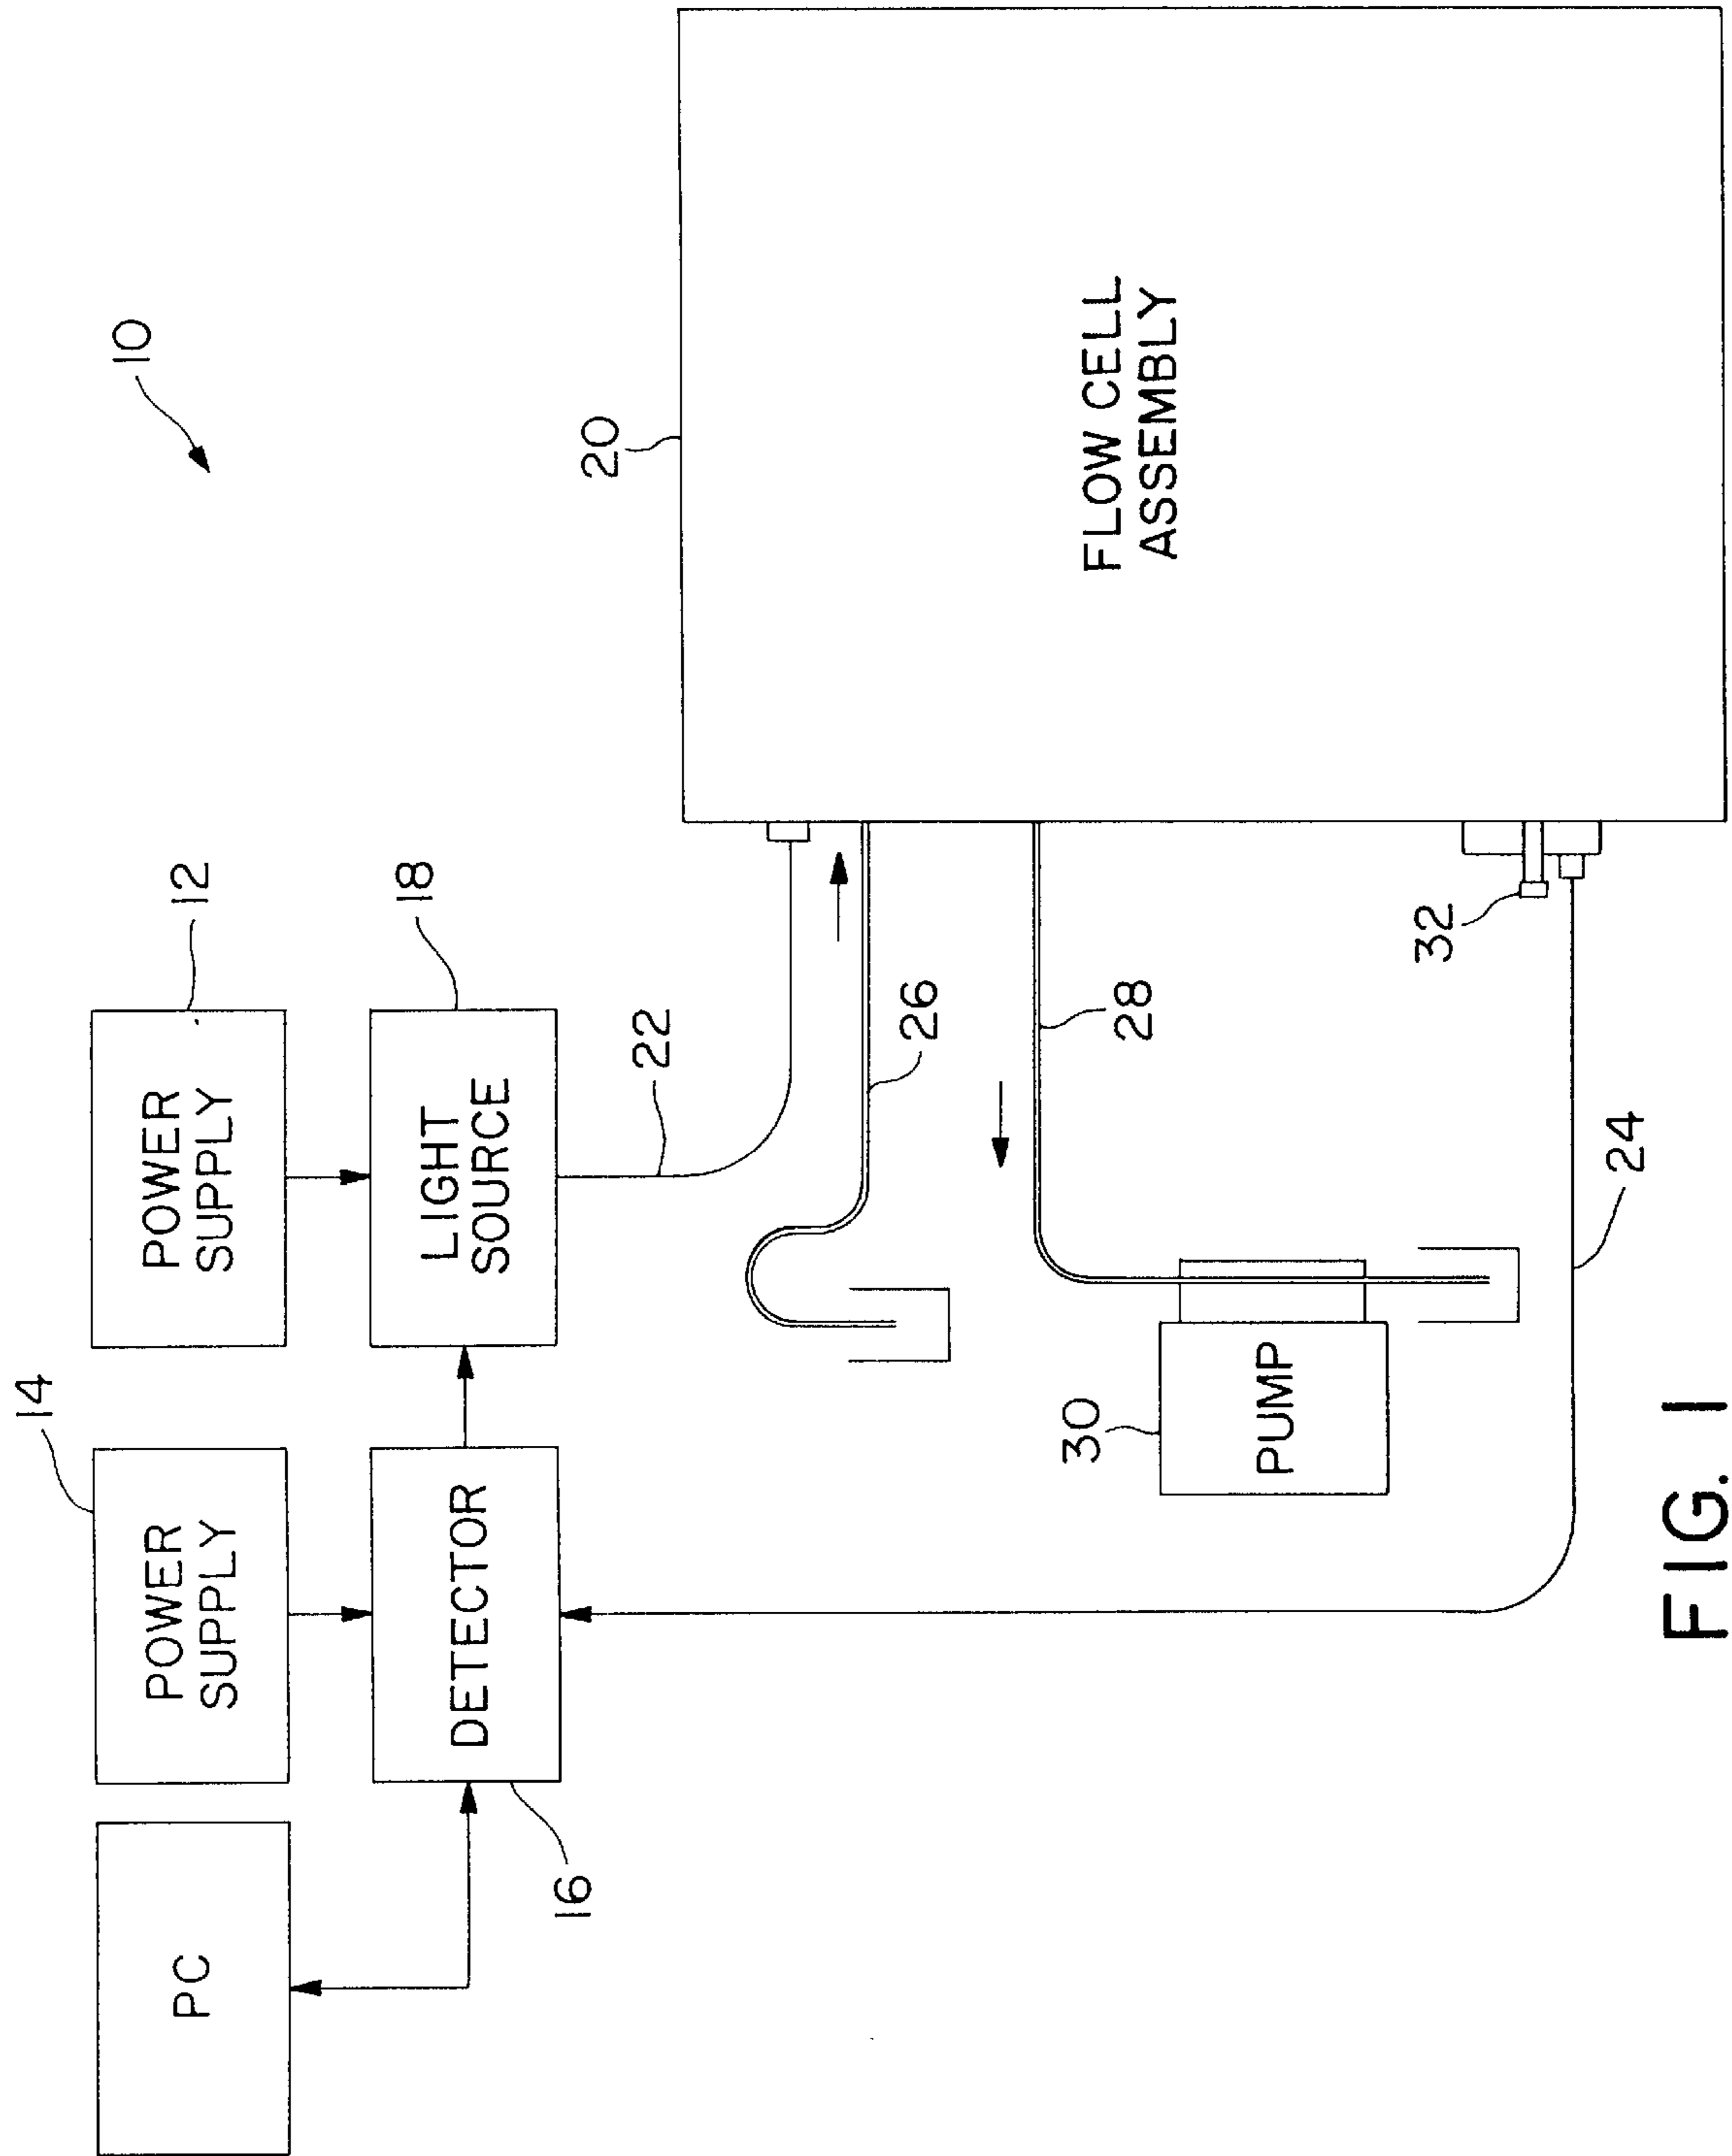 10
14
12
PC
POWER
SUPPLY
POWER
SUPPLY
16
DETECTOR
LIGHT
SOURCE
18
22
20
26
28
30
PUMP
32
24
FLOW CELL
ASSEMBLY
FIG. 1